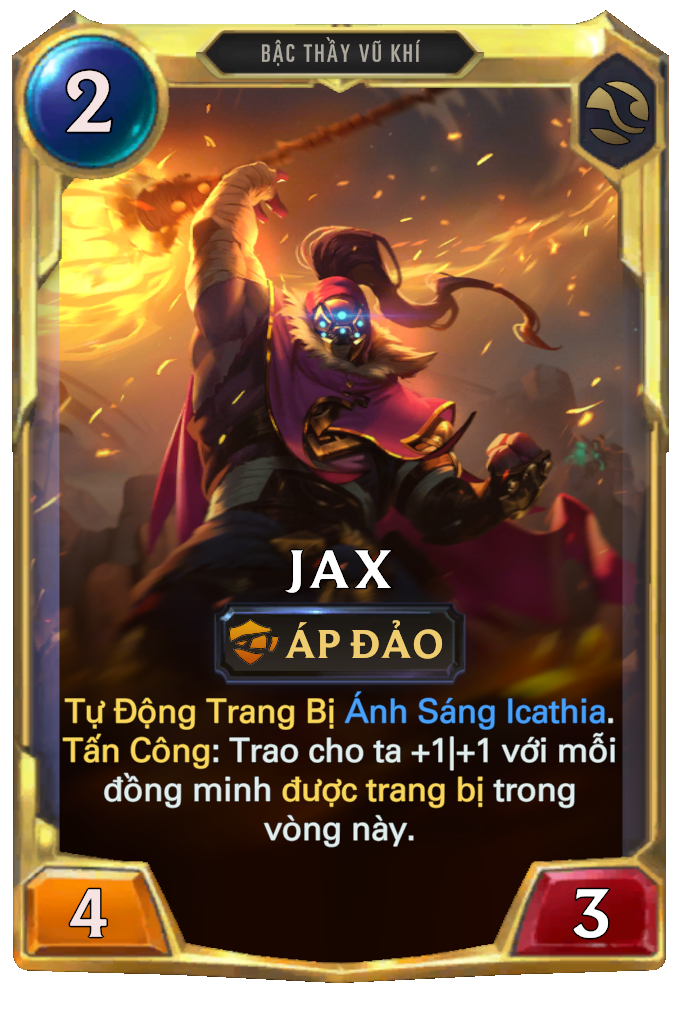 BẬC THẦY VŨ KHÍ
2
JAX
ÁP ĐẢO
Tự Động Trang Bị Ánh Sáng Icathia.
Tấn Công: Trao cho ta +1|+1 với mỗi
đồng minh được trang bị trong
vòng này.
4
3